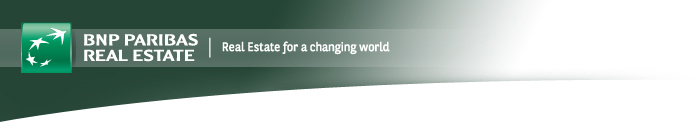 BNP PARIBAS
REAL ESTATE
Real Estate for a changing world